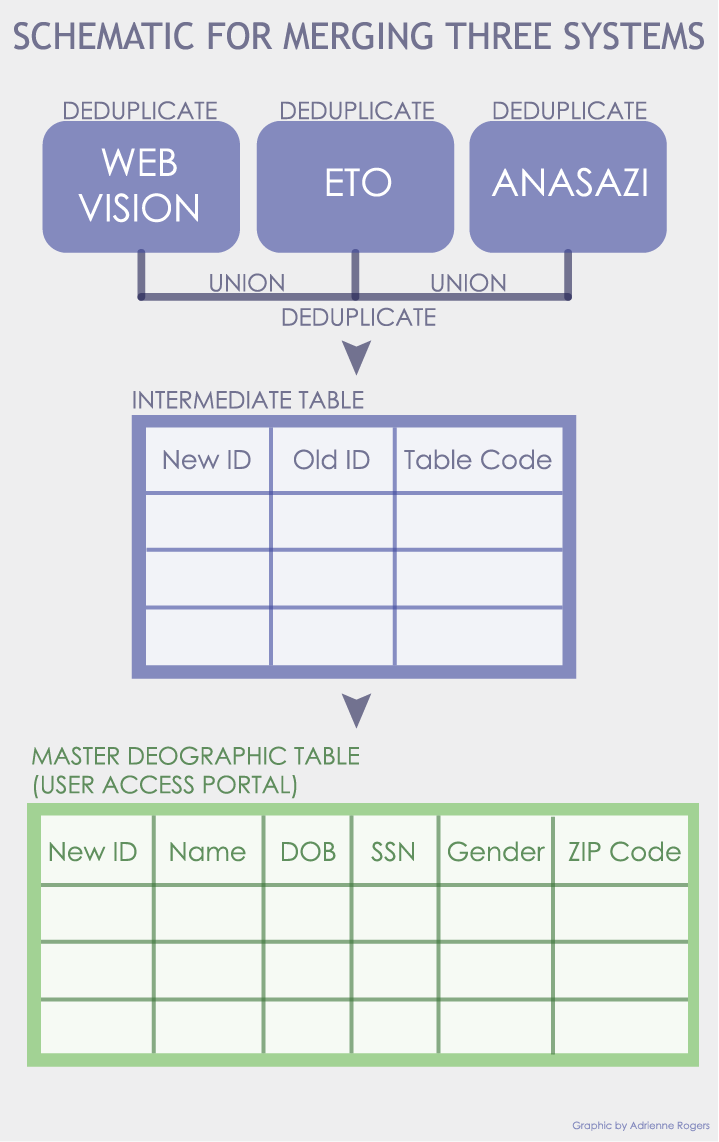 SCHEMATIC FOR MERGING THREE SYSTEMS
DEDUPLICATE DEDUPLICATE DEDUPLICATE
WEB
VISION
ETO
ANASAZI
UNION UNION
DEDUPLICATE
INTERMEDIATE TABLE
New ID Old ID Table Code
MASTER DEOGRAPHIC TABLE
(USER ACCESS PORTAL)
New ID Name DOB SSN Gender ZIP Code
Graphic by Adrienne Rogers